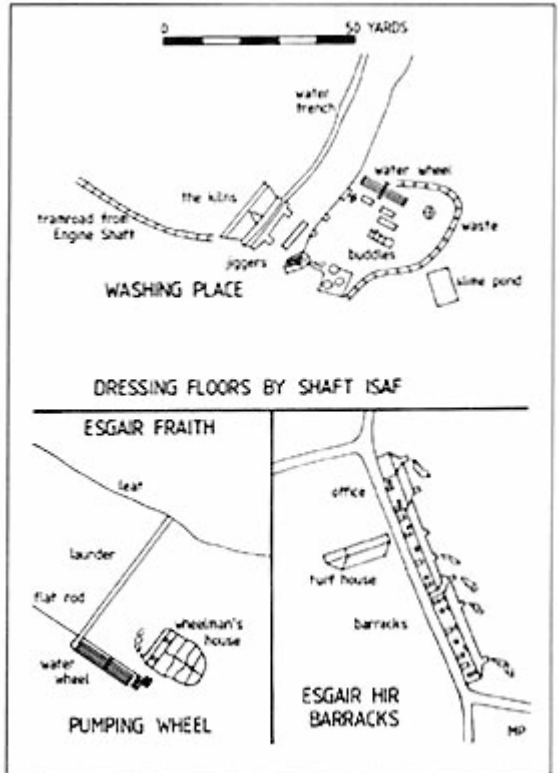 0 50 YARDS
water
trench
water wheel
the kilns
tramroad from
Engine Shaft
waste
jiggers
buddles
slime pond
WASHING PLACE
DRESSING FLOORS BY SHAFT ISAF
ESGAIR FRAITH
leat
launder
flat rod
wheelman's
house
water
wheel
PUMPING WHEEL
office
turf house
barracks
ESGAIR HIR
BARRACKS
MP